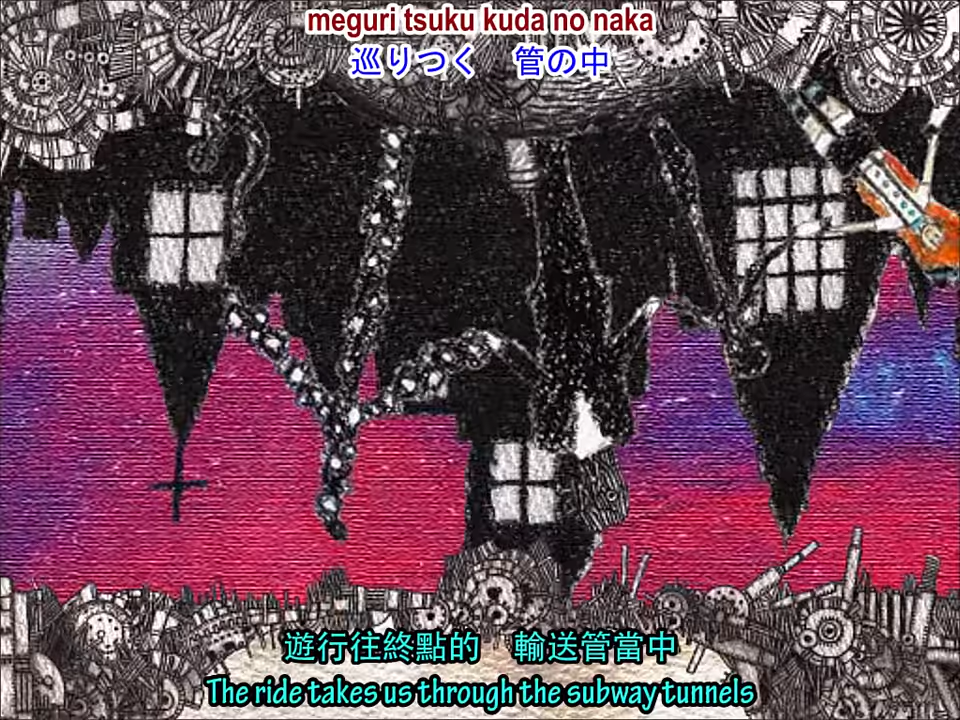 meguri tsuku kuda no naka
巡りつく　管の中
遊行往終點的　輸送管當中
The ride takes us through the subway tunnels